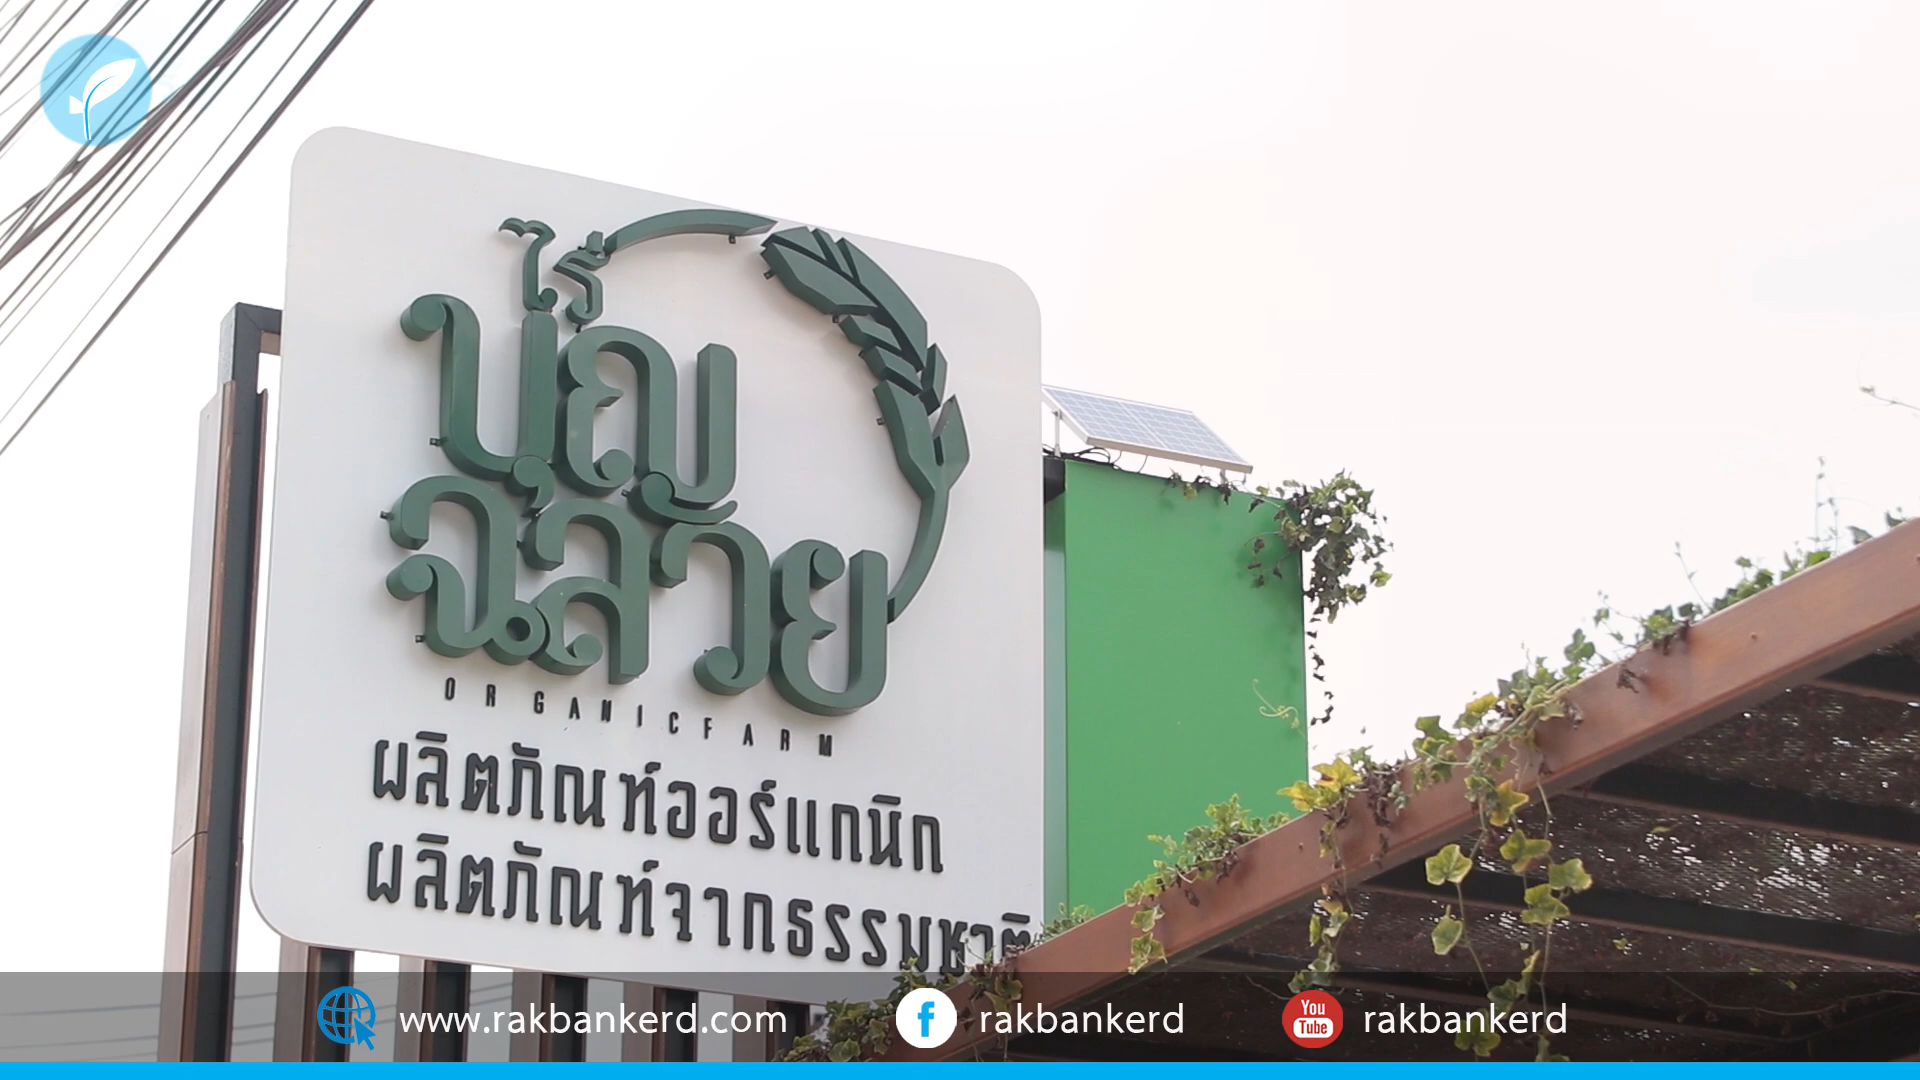 ไร่
บุญ
ฉลวย
ORGANIC FARM
ผลิตภัณฑ์ออร์แกนิก
ผลิตภัณฑ์จากธรรมชาติ
www.rakbankerd.com rakbankerd You Tube rakbankerd